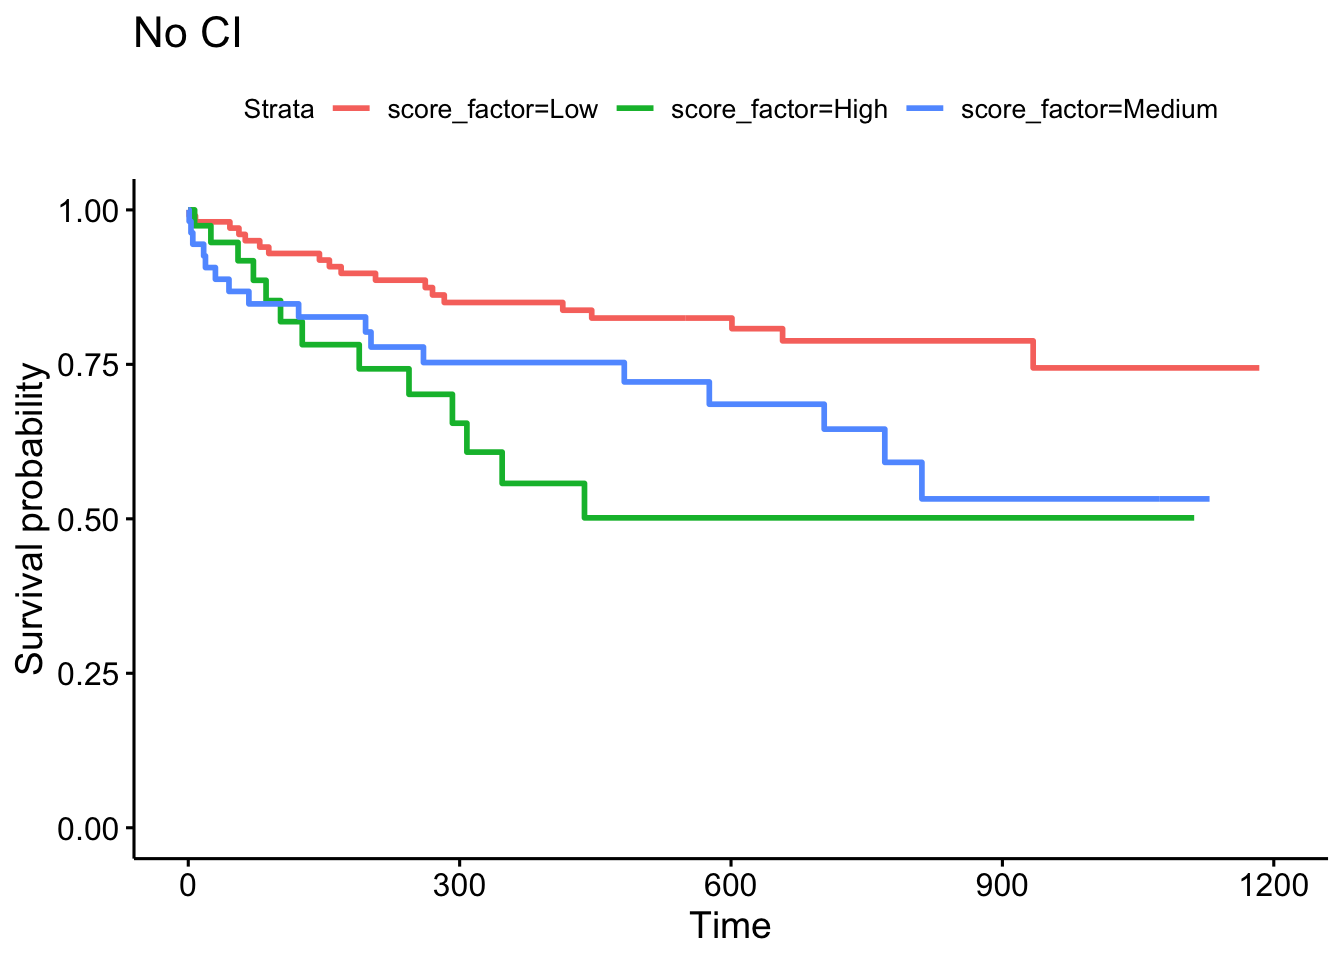 No CI
Strata score_factor=Low score_factor=High score_factor=Medium
Survival probability
1.00
0.75
0.50
0.25
0.00
0 300 600 900 1200
Time